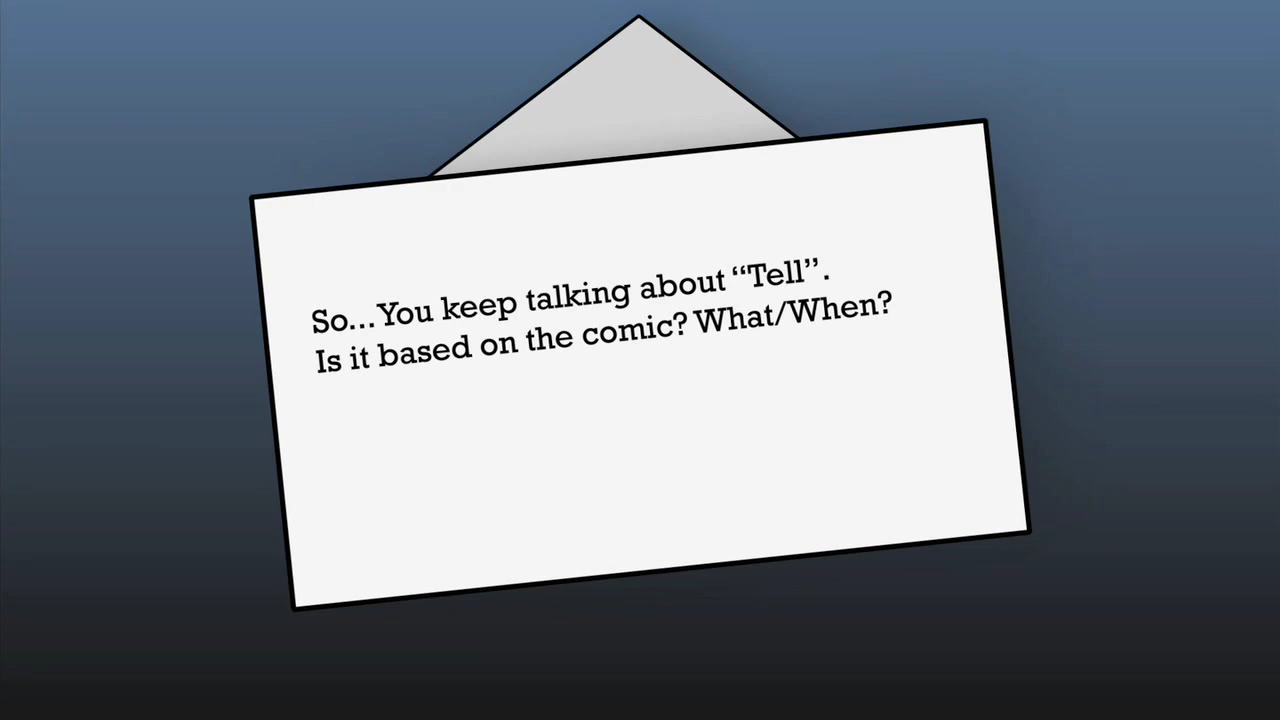 So...You keep talking about “Tell”.
Is it based on the comic? What/When?